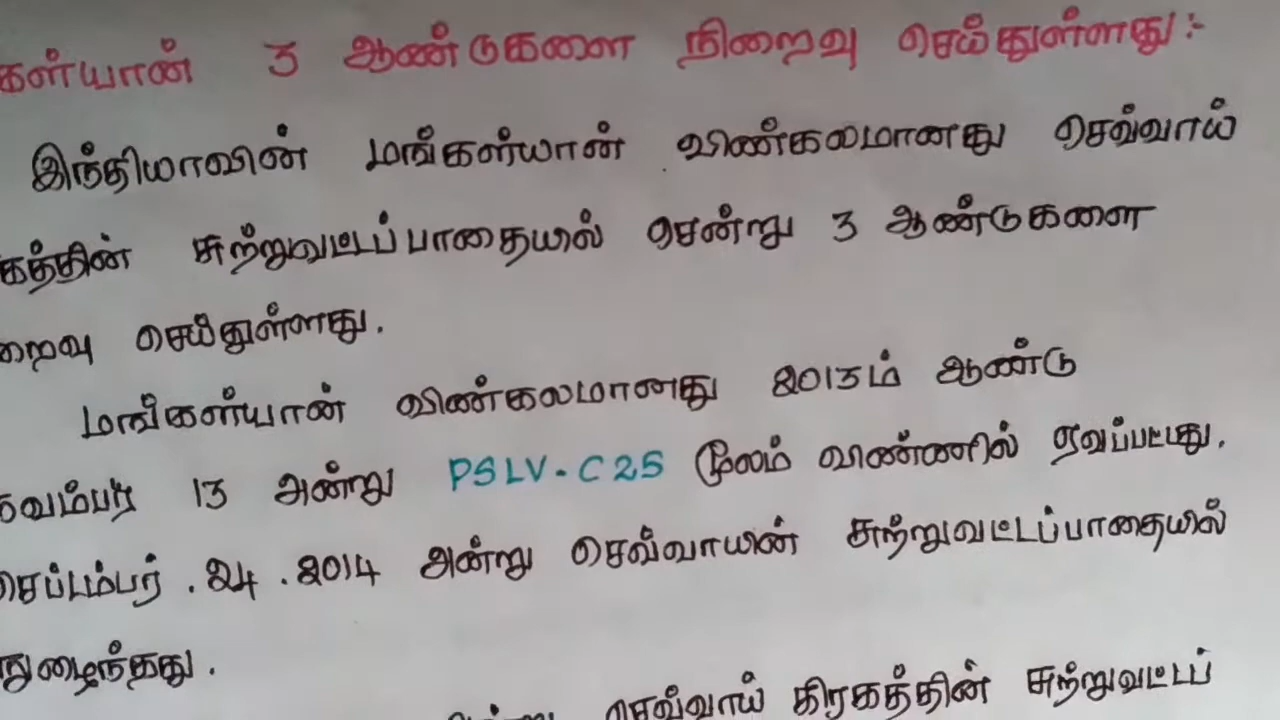 கள்யான் 3 ஆண்டுகளை நிறைவு செய்துள்ளது:-
இந்தியாவின் மங்கள்யான் விண்கலமானது செவ்வாய்
கத்தின் சுற்றுவட்டப்பாதையில் சென்று 3 ஆண்டுகளை
றைவு செய்துள்ளது.
மங்கள்யான் விண்கலமானது 2013ம் ஆண்டு
வம்பர் 13 அன்று PSLV-C25 மூலம் விண்ணில் ஏவப்பட்டது.
செப்டம்பர் .24 .2014 அன்று செவ்வாயின் சுற்றுவட்டப்பாதையில்
நுழைந்தது.
செவ்வாய் கிரகத்தின் சுற்றுவட்டப்